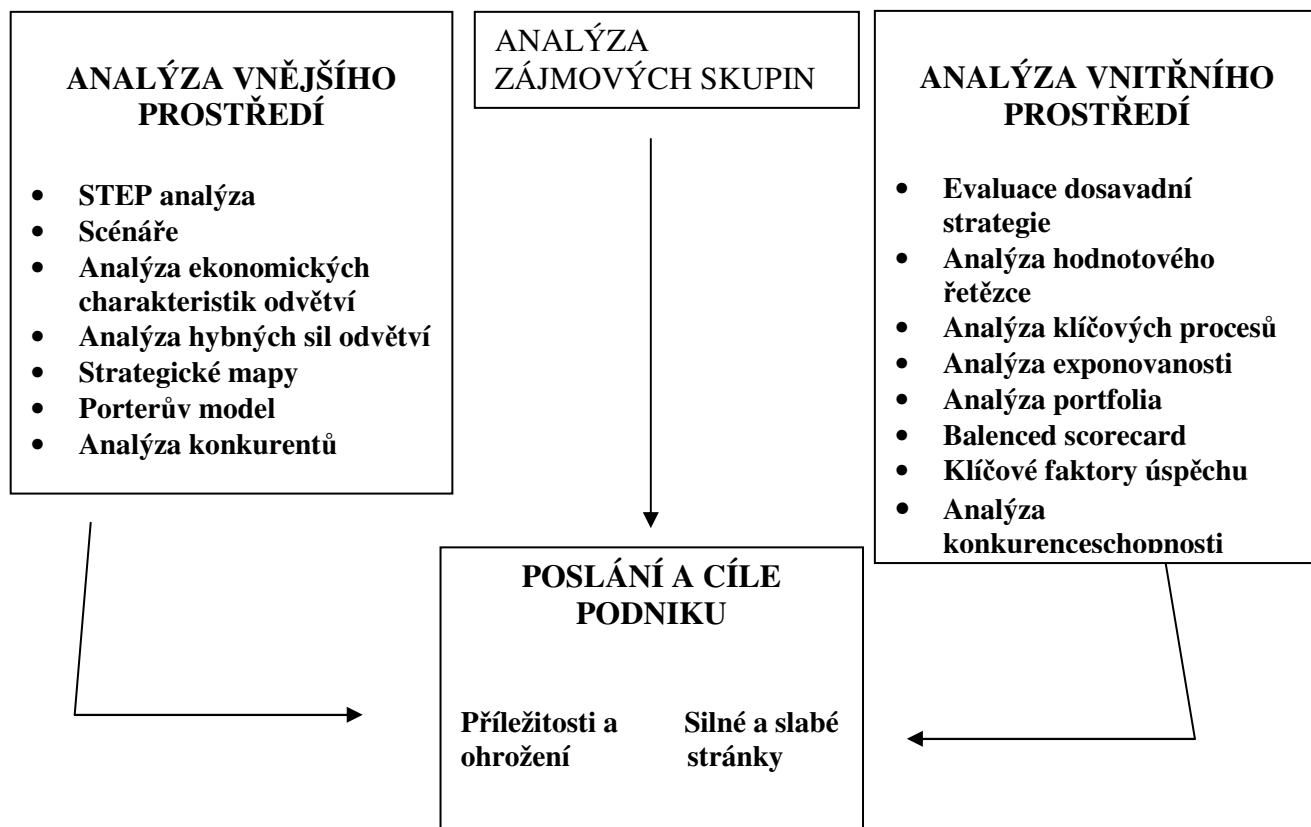 ANALÝZA VNĚJŠÍHO
PROSTŘEDÍ
• STEP analýza
• Scénáře
• Analýza ekonomických
charakteristik odvětví
• Analýza hybných sil odvětví
• Strategické mapy
• Porterův model
• Analýza konkurentů
ANALÝZA
ZÁJMOVÝCH SKUPIN
ANALÝZA VNITŘNÍHO
PROSTŘEDÍ
• Evaluace dosavadní
strategie
• Analýza hodnotového
řetězce
• Analýza klíčových procesů
• Analýza exponovanosti
• Analýza portfolia
• Balenced scorecard
• Klíčové faktory úspěchu
• Analýza
konkurenceschopnosti
POSLÁNÍ A CÍLE
PODNIKU
Příležitosti a
ohrožení
Silné a slabé
stránky